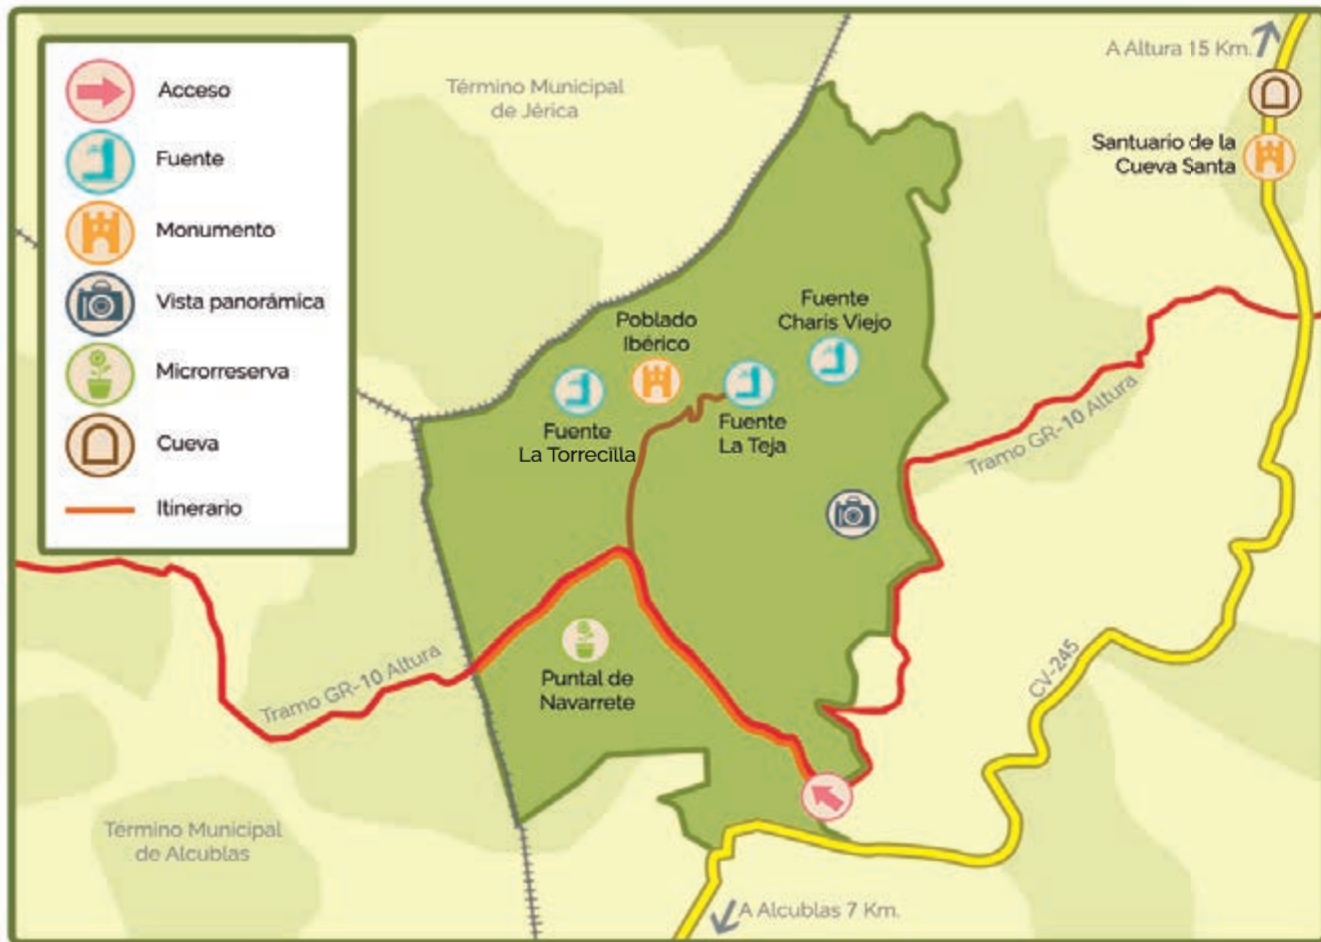 Acceso
Fuente
Monumento
Vista panorámica
Microrreserva
Cueva
Itinerario
Término Municipal
de Jérica
A Altura 15 Km.
Santuario de la
Cueva Santa
Fuente
Charis Viejo
Poblado
Ibérico
Fuente
La Torrecilla
Fuente
La Teja
Tramo GR-10 Altura
Puntal de
Navarrete
Tramo GR-10 Altura
CV-245
Término Municipal
de Alcublas
A Alcublas 7 Km.